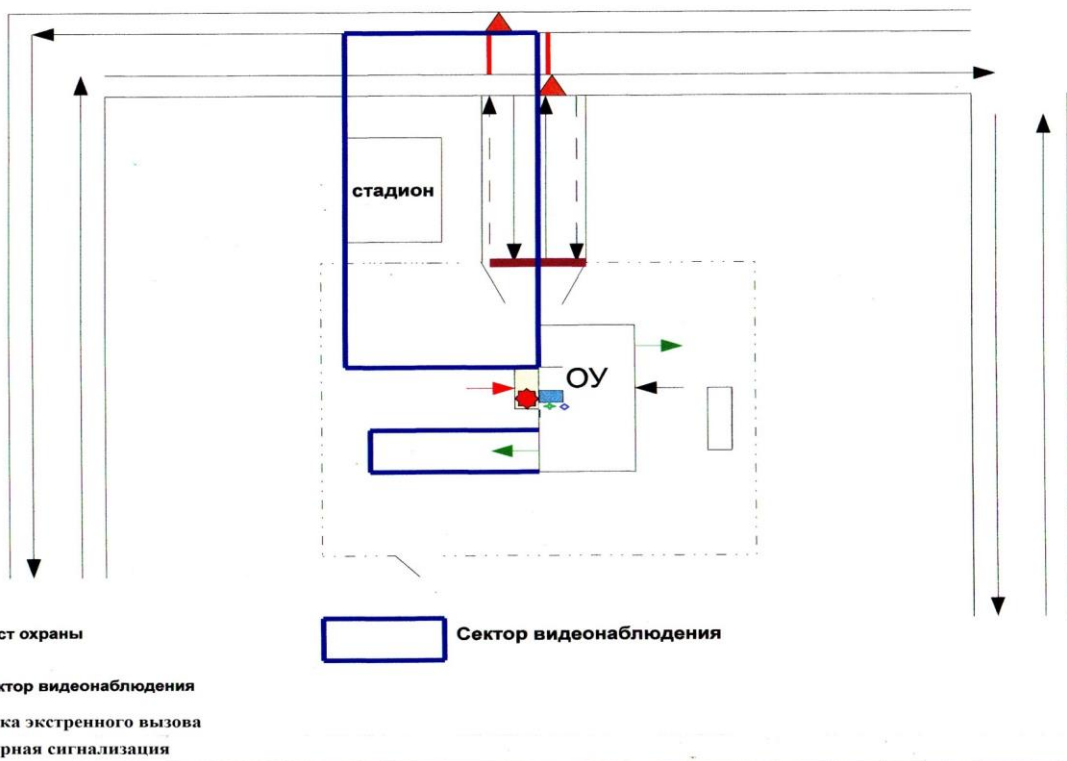 стадион
ОУ
ст охраны
Сектор видеонаблюдения
ктор видеонаблюдения
ка экстренного вызова
рная сигнализация